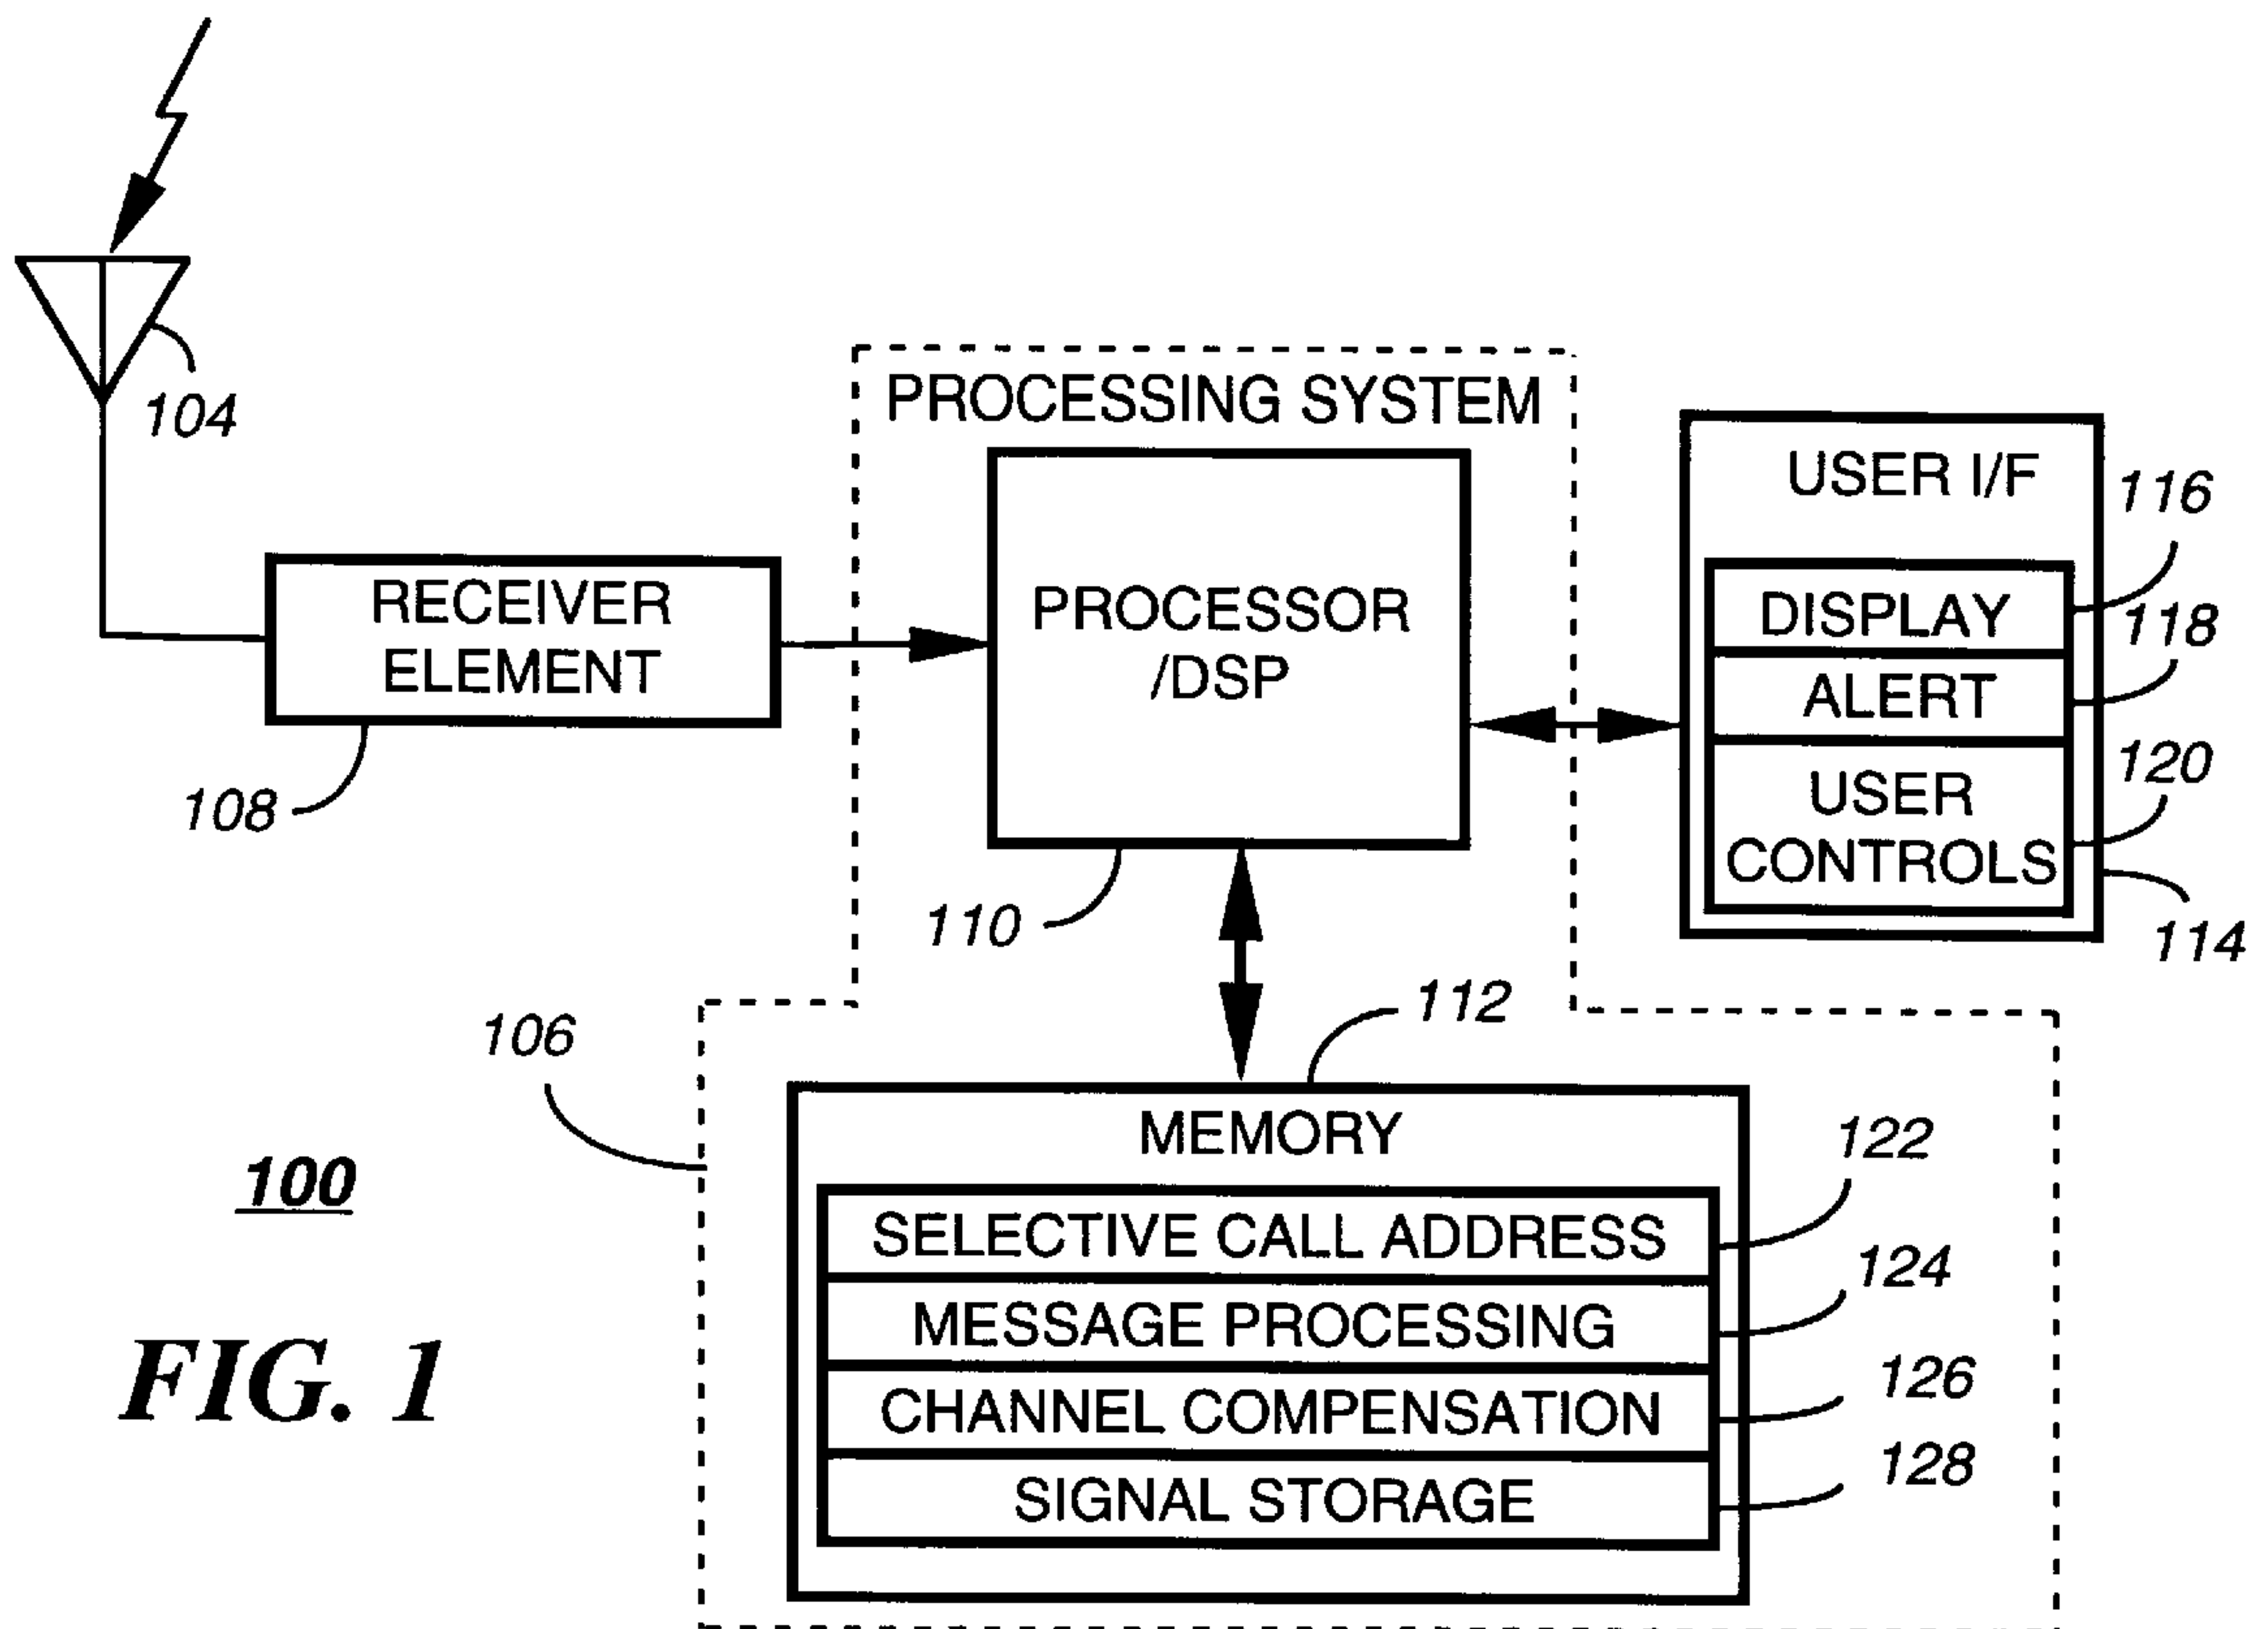 104
PROCESSING SYSTEM
RECEIVER
ELEMENT
108
PROCESSOR
/DSP
110
USER I/F
116
DISPLAY
118
ALERT
120
USER
CONTROLS
114
112
106
MEMORY
122
SELECTIVE CALL ADDRESS
124
MESSAGE PROCESSING
126
CHANNEL COMPENSATION
128
SIGNAL STORAGE
100
FIG. 1